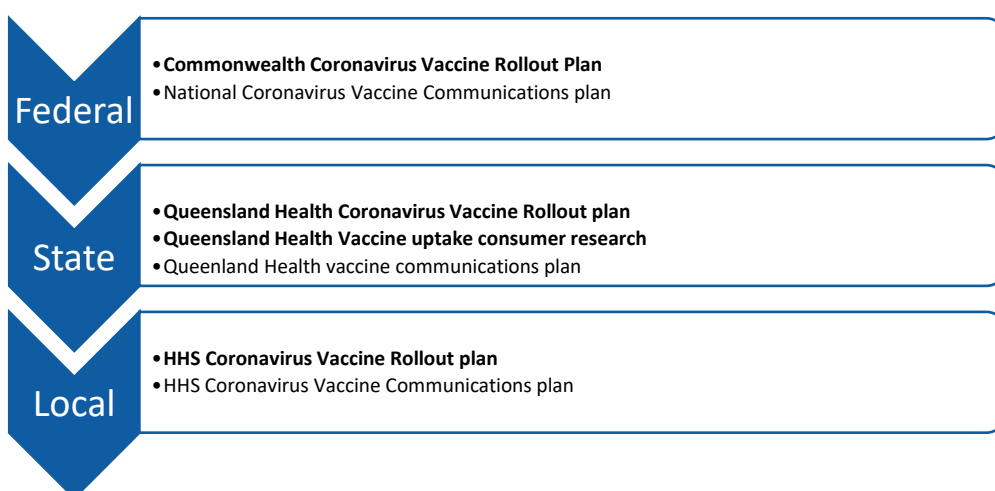 Federal
•Commonwealth Coronavirus Vaccine Rollout Plan
•National Coronavirus Vaccine Communications plan
State
•Queensland Health Coronavirus Vaccine Rollout plan
•Queensland Health Vaccine uptake consumer research
•Queenland Health vaccine communications plan
Local
•HHS Coronavirus Vaccine Rollout plan
•HHS Coronavirus Vaccine Communications plan